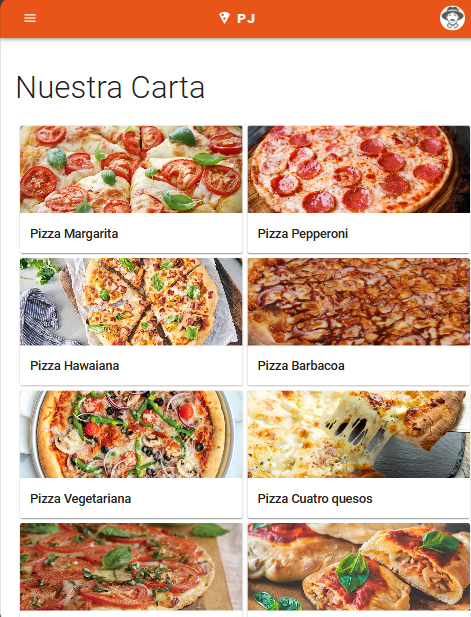 PJ
Nuestra Carta
Pizza Margarita
Pizza Pepperoni
Pizza Hawaiana
Pizza Barbacoa
Pizza Vegetariana
Pizza Cuatro quesos